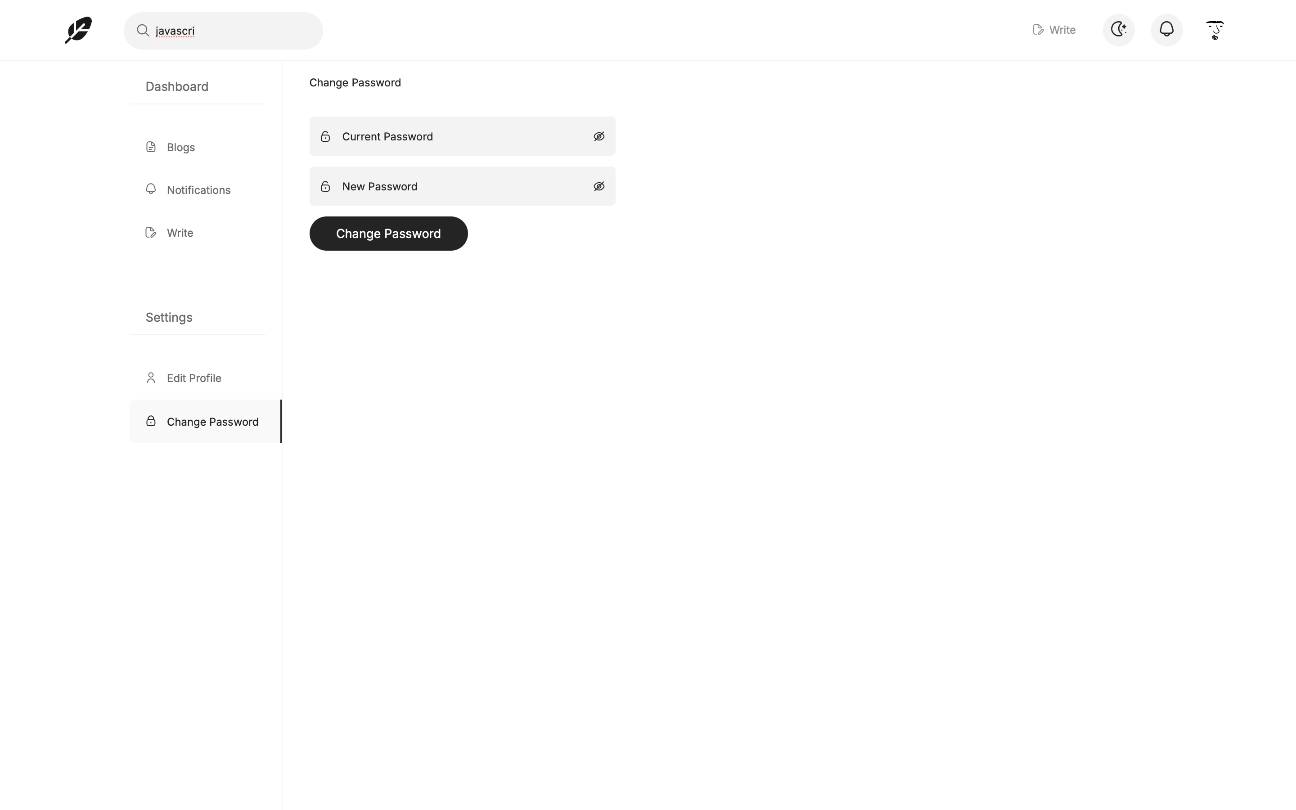 javascri
Write
Dashboard
Blogs
Notifications
Write
Settings
Edit Profile
Change Password
Change Password
Current Password
New Password
Change Password